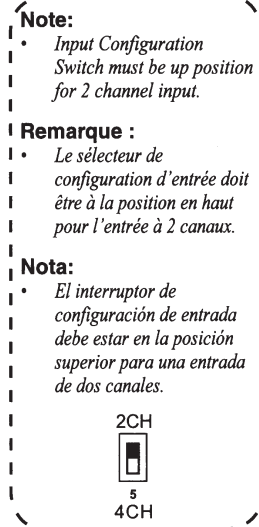 Note:
• Input Configuration
Switch must be up position
for 2 channel input.
Remarque :
• Le sélecteur de
configuration d'entrée doit
être à la position en haut
pour l'entrée à 2 canaux.
Nota:
• El interruptor de
configuración de entrada
debe estar en la posición
superior para una entrada
de dos canales.
2CH
5
4CH